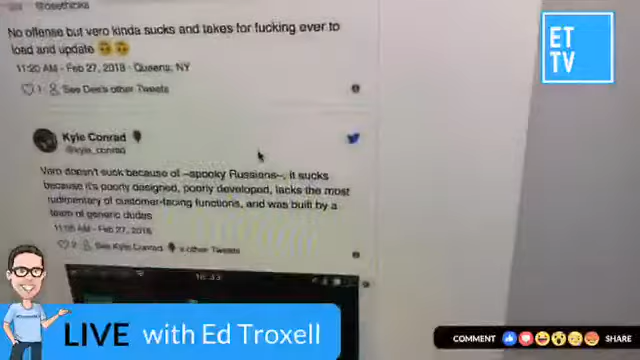 @osethicks
No offense but vero kinda sucks and takes for fucking ever to
load and update
11:20 AM - Feb 27, 2018 · Queens, NY
1 See Dee's other Tweets
ET
TV
Kyle Conrad
@kyle_conrad
Vero doesn't suck because of ~spooky Russians~, it sucks
because it's poorly designed, poorly developed, lacks the most
rudimentary of customer-facing functions, and was built by a
team of generic dudes
AM - Feb 27, 2018
2 See Kyle Conrad 's other Tweets
LIVE with Ed Troxell
COMMENT SHARE